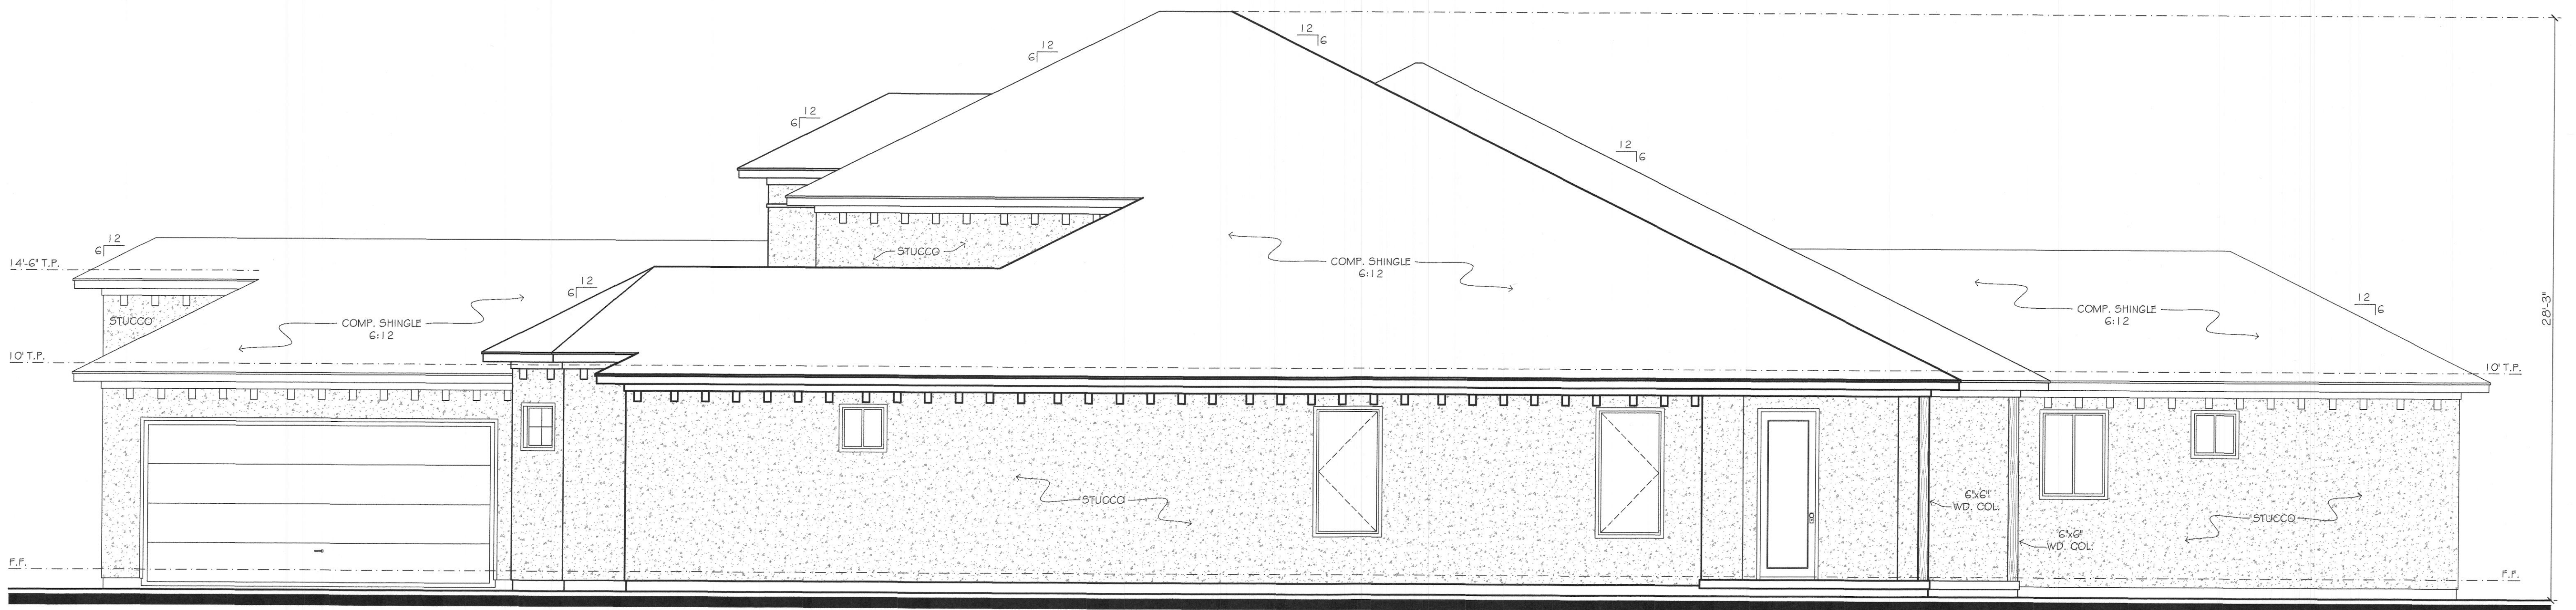 12
6
12
6
12
6
12
6
12
6
14'-6" T.P.
STUCCO
STUCCO
COMP. SHINGLE
6:12
12
6
COMP. SHINGLE
6:12
COMP. SHINGLE
6:12
12
6
28'-3"
10' T.P.
10' T.P.
STUCCO
6"x6"
WD. COL.
6"x6"
WD. COL.
STUCCO
F.F.
F.F.